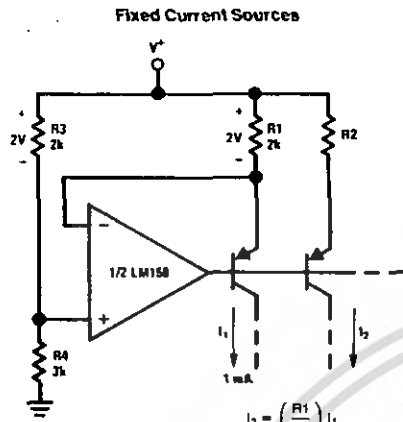 Fixed Current Sources
V+
+
2V
-
R3
2k
+
2V
-
R1
2k
R2
-
1/2 LM158
+
R4
3k
I1
1 mA
I2
I2 = (R1) I1